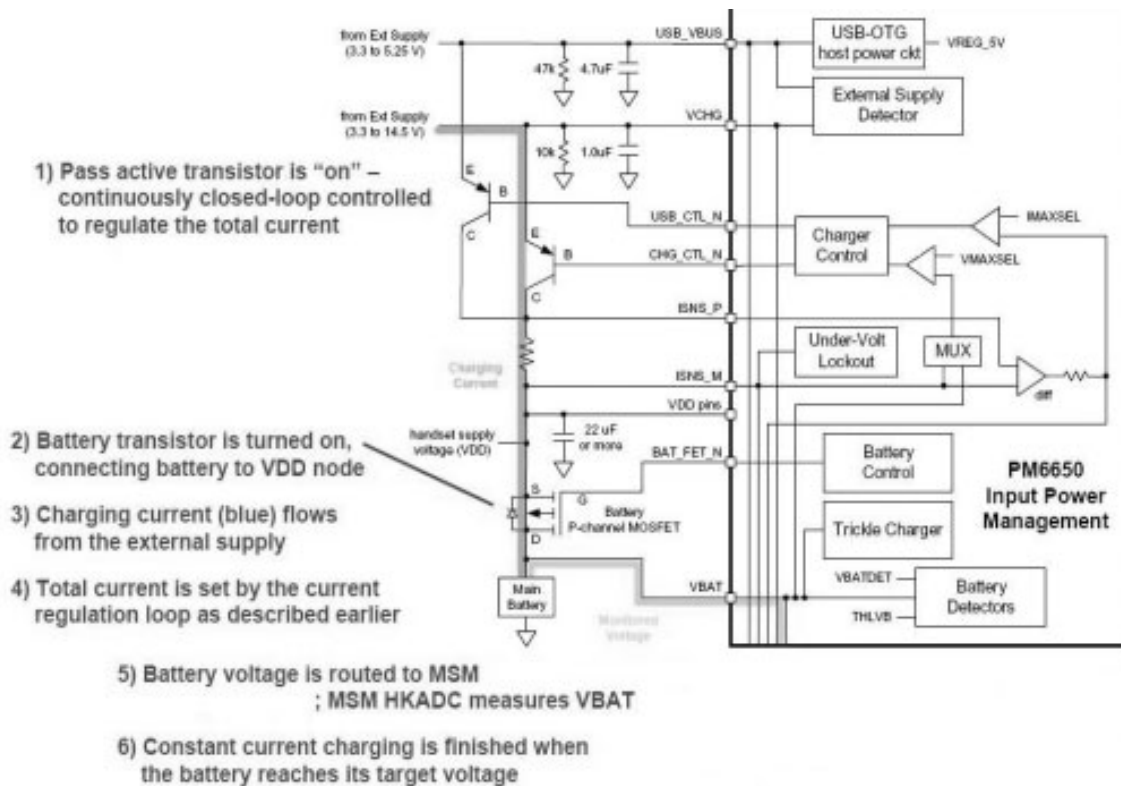 from Ext Supply
(3.3 to 5.25 V)
USB_VBUS
USB-OTG
host power ckt
VREG_5V
47k
4.7uF
External Supply
Detector
from Ext Supply
(3.3 to 14.5 V)
VCHG
10k
1.0uF
1) Pass active transistor is “on” –
continuously closed-loop controlled
to regulate the total current
E
B
C
USB_CTL_N
IMAXSEL
Charger
Control
E
B
C
CHG_CTL_N
VMAXSEL
ISNS_P
Under-Volt
Lockout
MUX
Charging
Current
ISNS_M
diff
VDD pins
handset supply
voltage (VDD)
22 uF
or more
2) Battery transistor is turned on,
connecting battery to VDD node
BAT_FET_N
Battery
Control
PM6650
Input Power
Management
S
G
D
Battery
P-channel MOSFET
3) Charging current (blue) flows
from the external supply
Trickle Charger
4) Total current is set by the current
regulation loop as described earlier
Main
Battery
VBAT
VBATDET
THLVB
Battery
Detectors
Monitored
Voltage
5) Battery voltage is routed to MSM
; MSM HKADC measures VBAT
6) Constant current charging is finished when
the battery reaches its target voltage